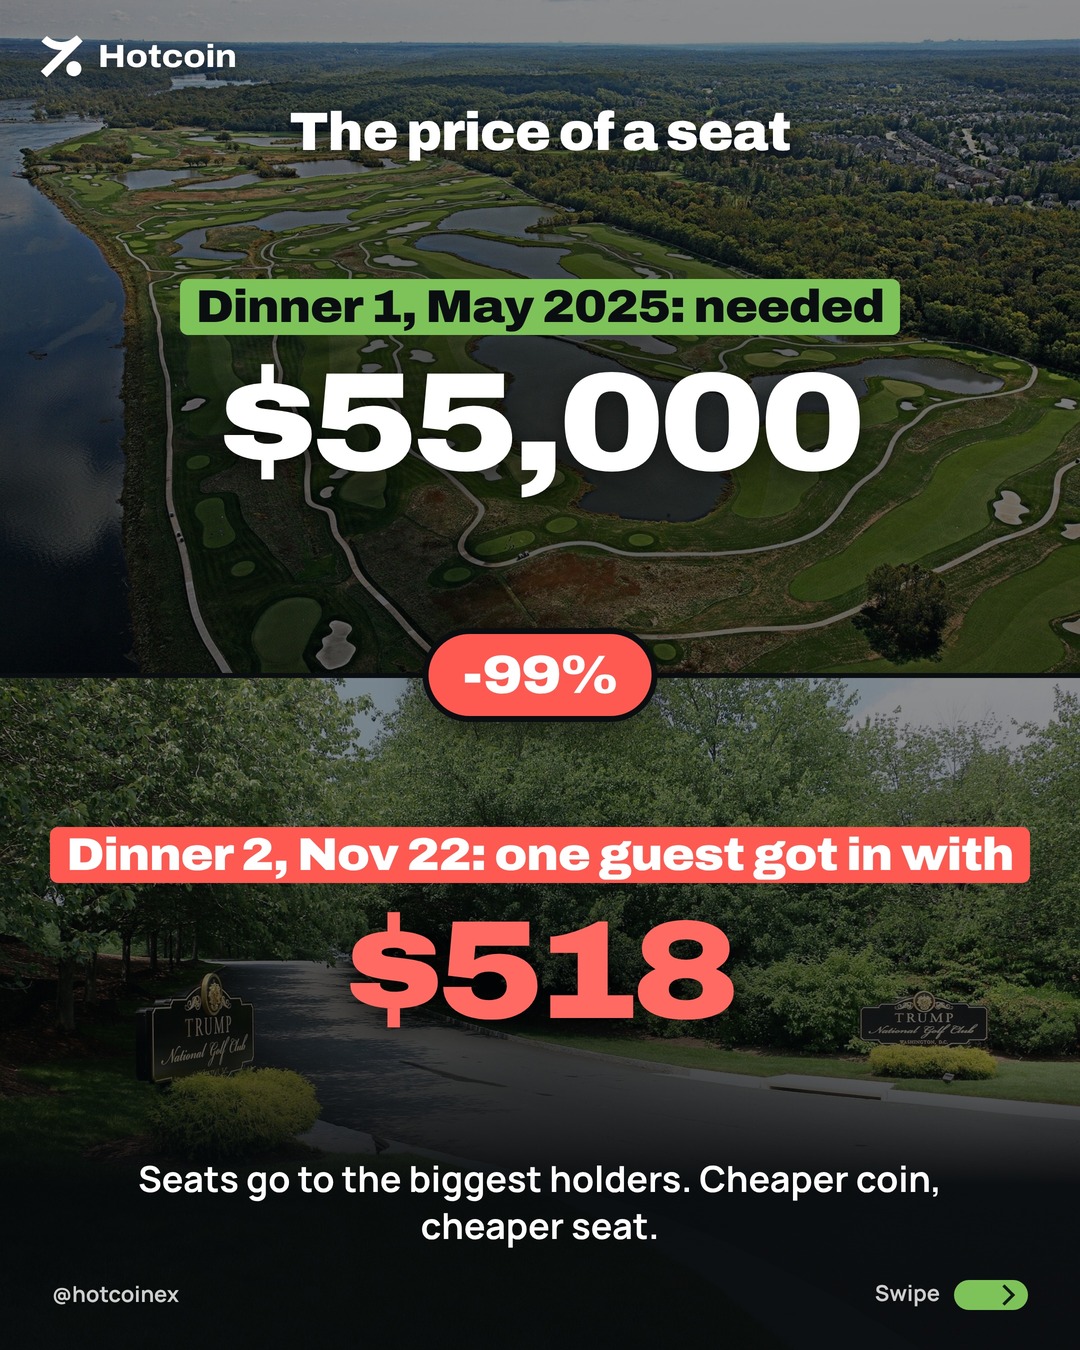 Hotcoin
The price of a seat
Dinner 1, May 2025: needed
$55,000
-99%
Dinner 2, Nov 22: one guest got in with
$518
TRUMP
National Golf Club
TRUMP
National Golf Club
WASHINGTON, D.C.
Seats go to the biggest holders. Cheaper coin,
cheaper seat.
@hotcoinex
Swipe